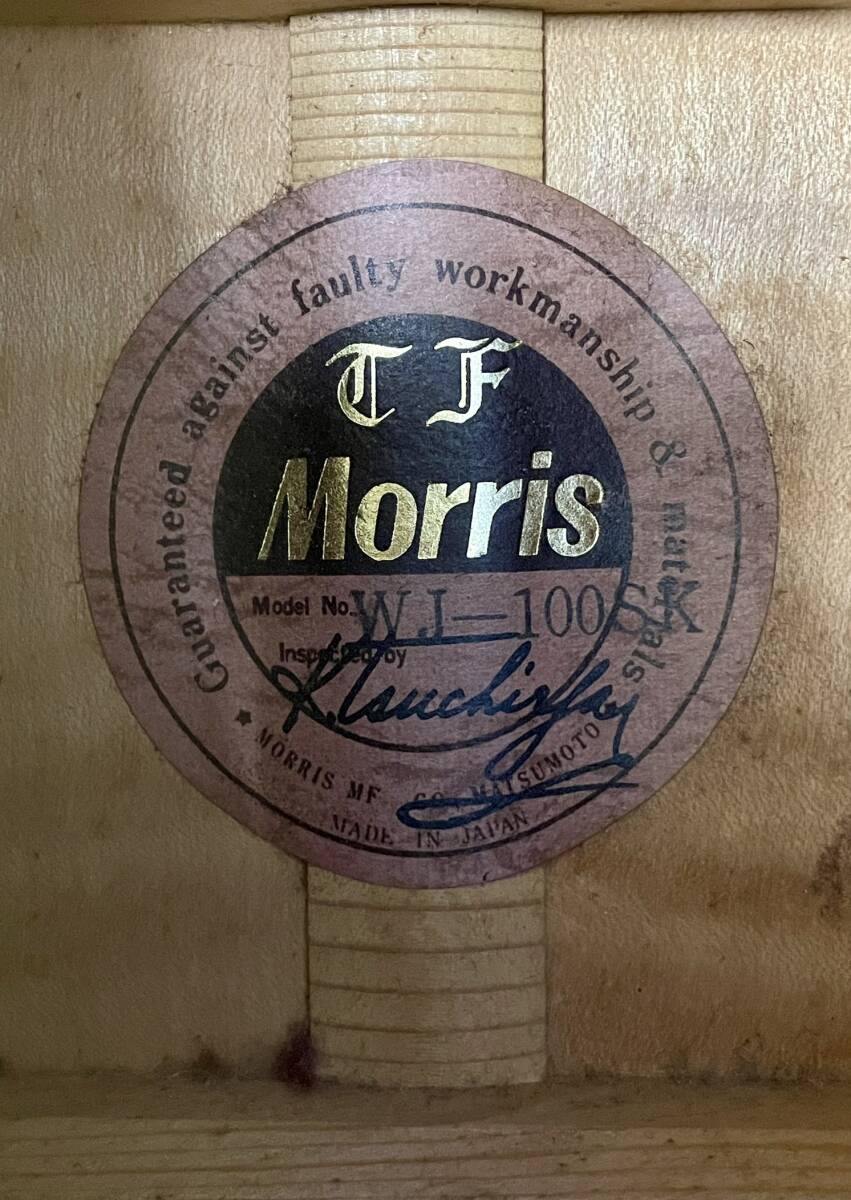 Guaranteed against faulty workmanship & materials
T F
Morris
Model No. WJ-100SK
Inspected by
K. Tsuchiya
★ MORRIS MF CO., MATSUMOTO
MADE IN JAPAN